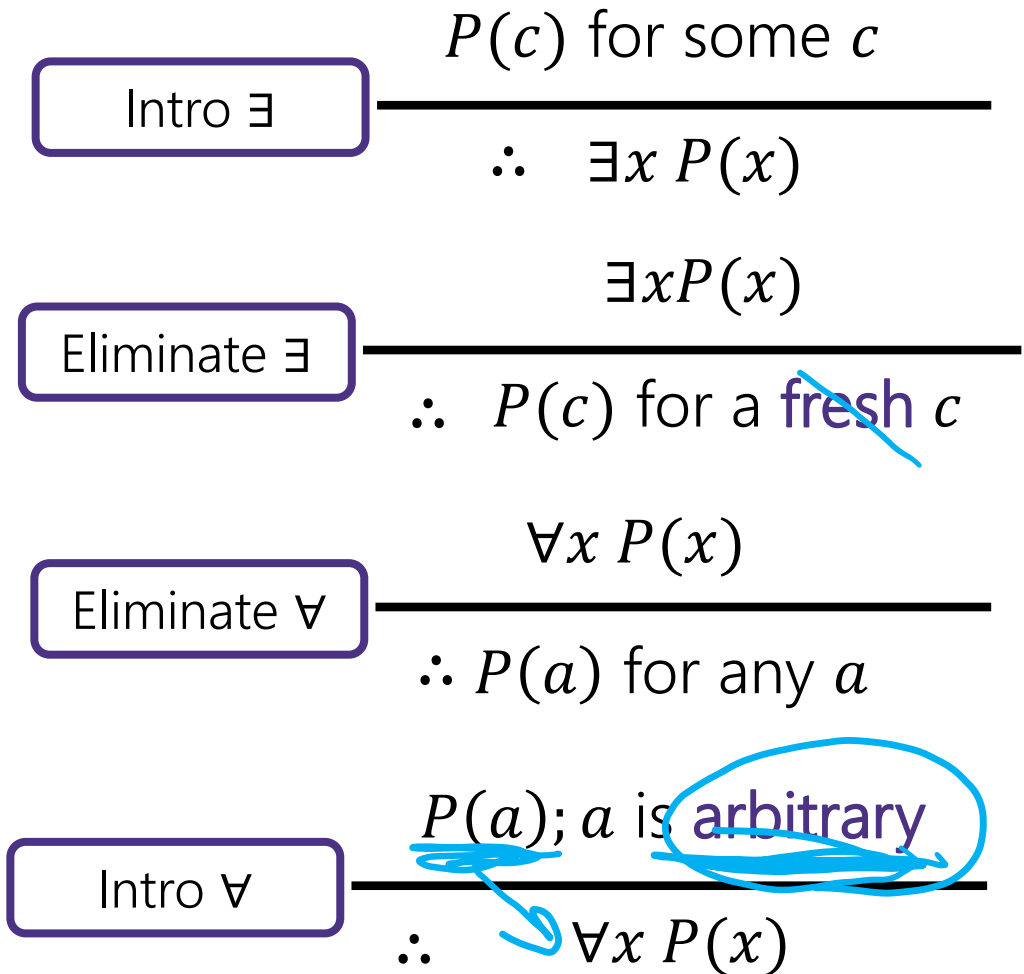 P(c) for some c
Intro ∃
∴ ∃x P(x)
∃xP(x)
Eliminate ∃
∴ P(c) for a fresh c
∀x P(x)
Eliminate ∀
∴ P(a) for any a
P(a); a is arbitrary
Intro ∀
∴ ∀x P(x)